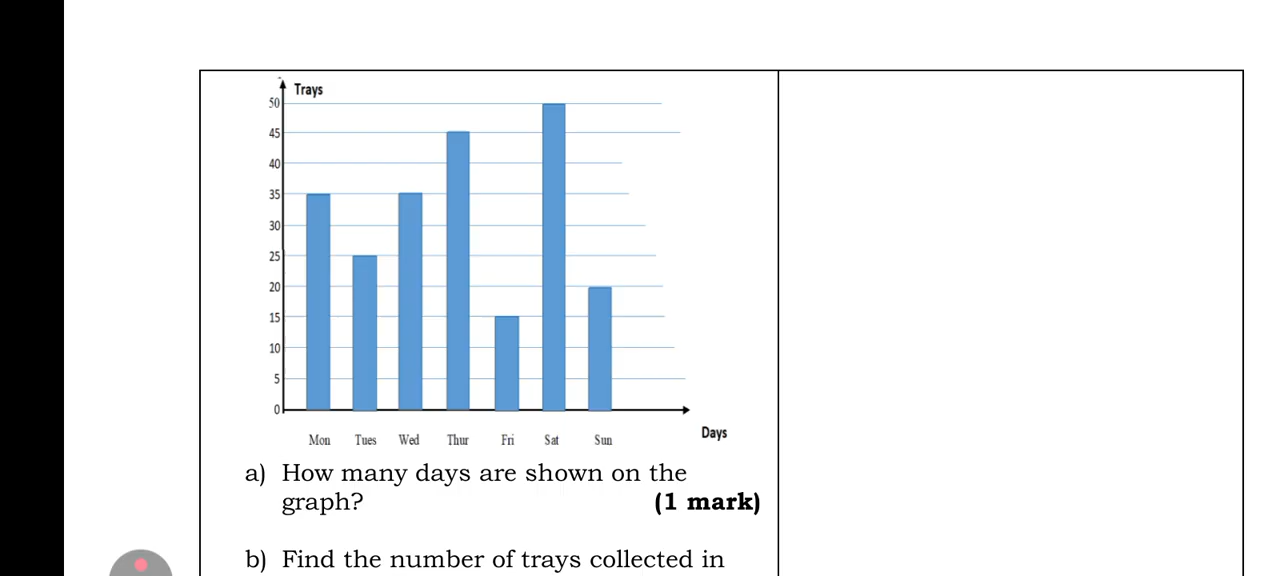 Trays
50
45
40
35
30
25
20
15
10
5
0
Mon Tues Wed Thur Fri Sat Sun
Days
a) How many days are shown on the
graph? (1 mark)
b) Find the number of trays collected in